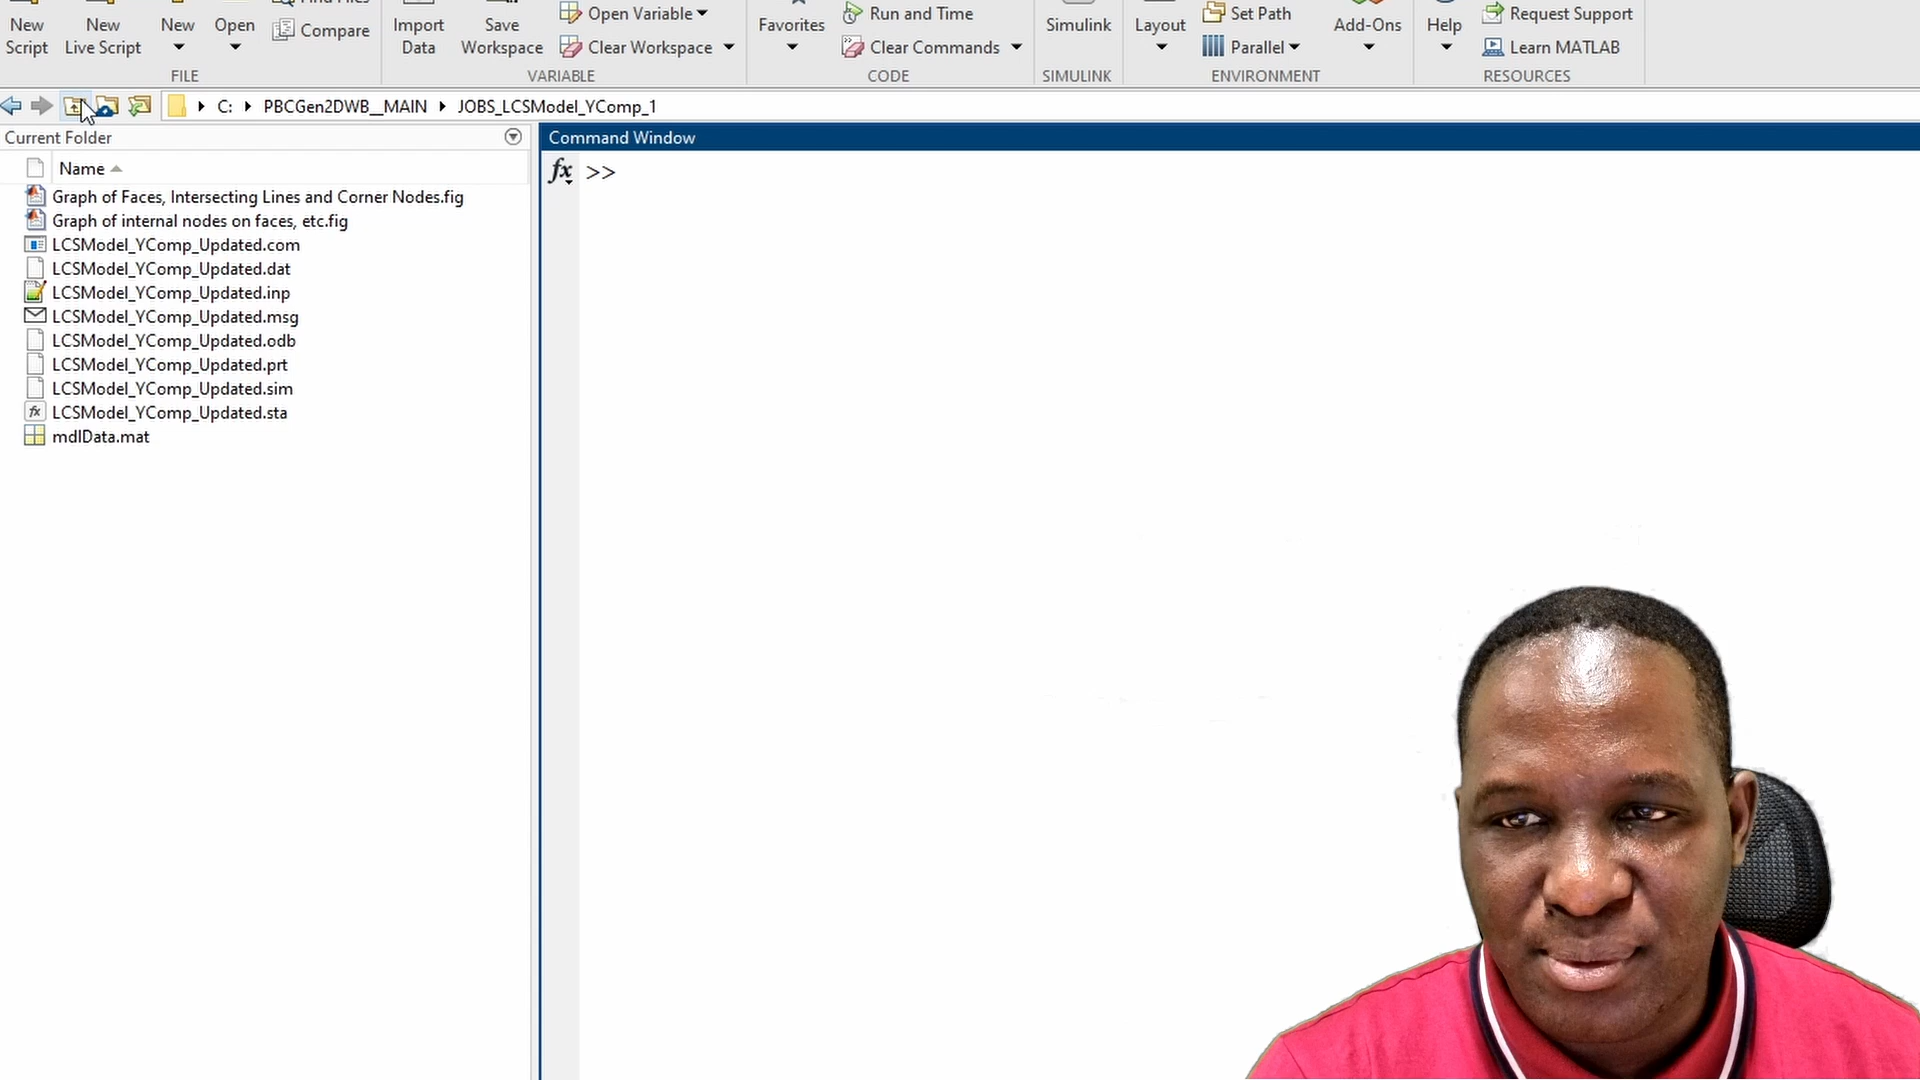 Find Files
New Script
New Live Script
New
Open
Compare
Import Data
Save Workspace
Open Variable
Clear Workspace
Favorites
Run and Time
Clear Commands
Simulink
Layout
Set Path
Parallel
Add-Ons
Help
Request Support
Learn MATLAB
FILE
VARIABLE
CODE
SIMULINK
ENVIRONMENT
RESOURCES
C: PBCGen2DWB__MAIN JOBS_LCSModel_YComp_1
Current Folder
Name
Graph of Faces, Intersecting Lines and Corner Nodes.fig
Graph of internal nodes on faces, etc.fig
LCSModel_YComp_Updated.com
LCSModel_YComp_Updated.dat
LCSModel_YComp_Updated.inp
LCSModel_YComp_Updated.msg
LCSModel_YComp_Updated.odb
LCSModel_YComp_Updated.prt
LCSModel_YComp_Updated.sim
LCSModel_YComp_Updated.sta
mdlData.mat
Command Window
fx >>